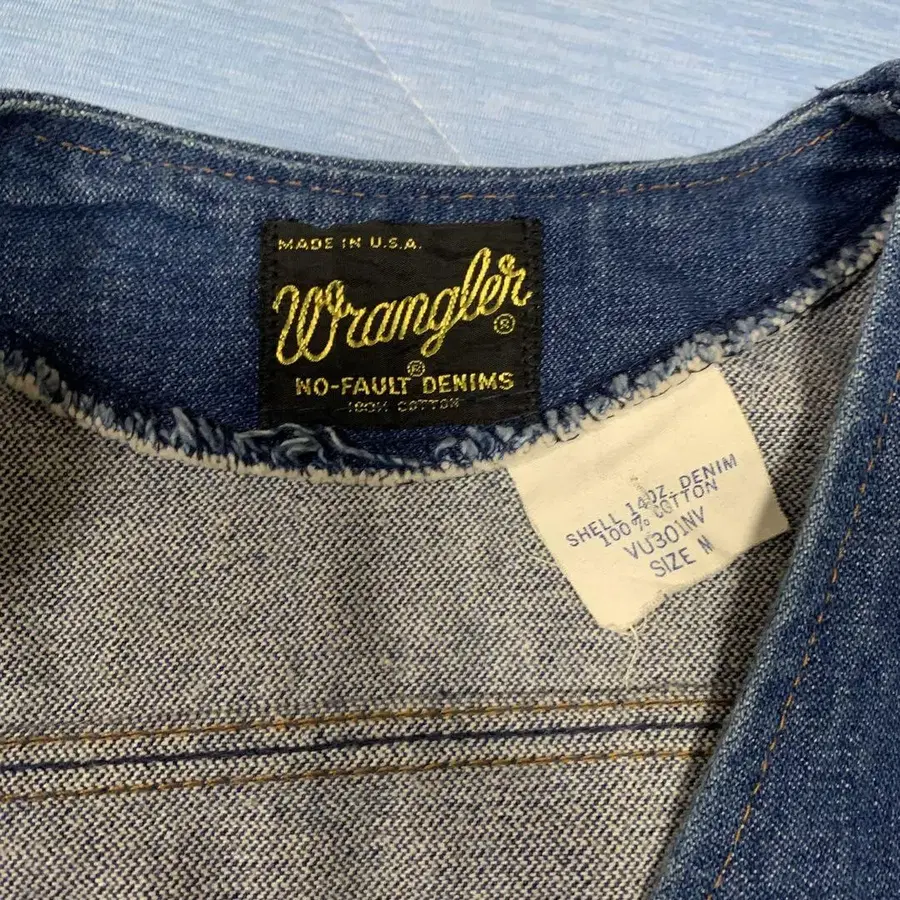 MADE IN U.S.A.
Wrangler®
®
NO-FAULT DENIMS
100% COTTON
SHELL 14OZ. DENIM
100% COTTON
VU301NV
SIZE M